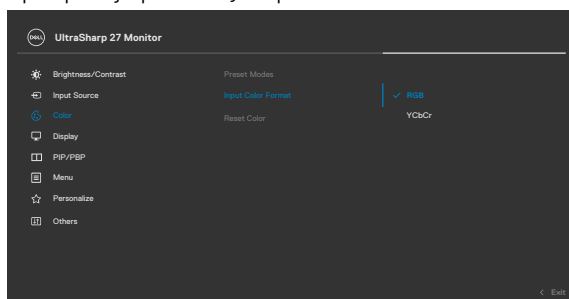 DELL
UltraSharp 27 Monitor
Brightness/Contrast
Preset Modes
Input Source
Input Color Format
RGB
Color
Reset Color
YCbCr
Display
PIP/PBP
Menu
Personalize
Others
Exit